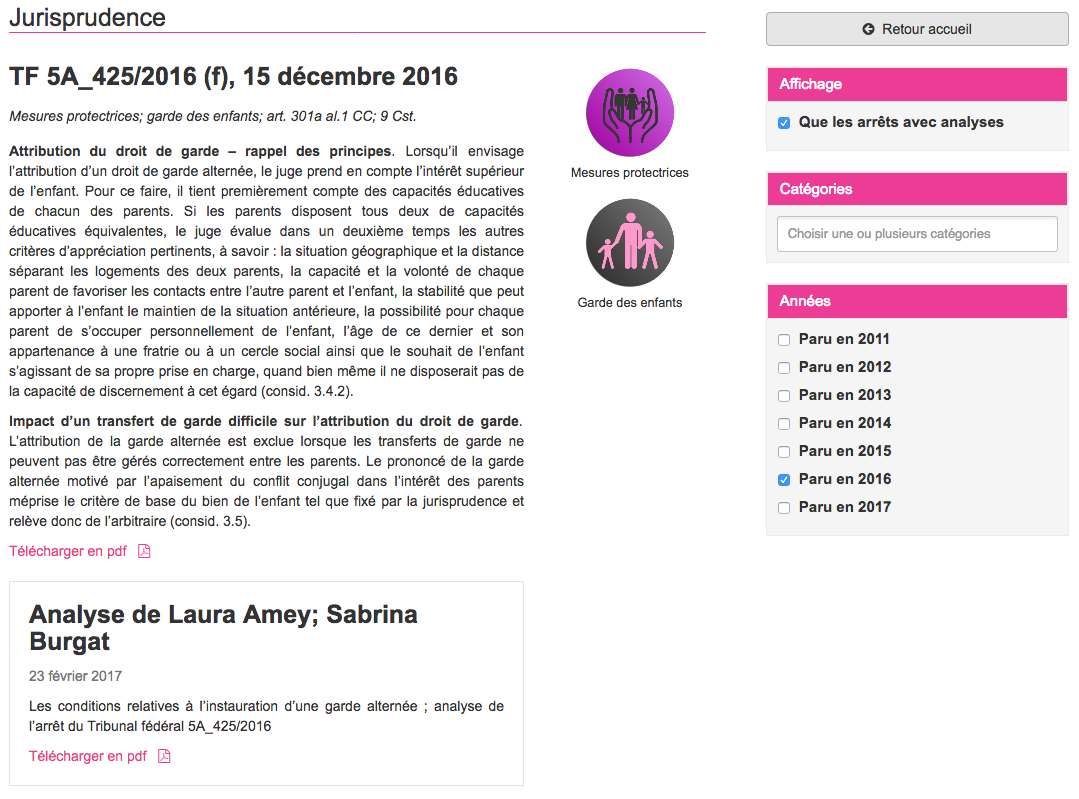 Jurisprudence
TF 5A_425/2016 (f), 15 décembre 2016
Mesures protectrices; garde des enfants; art. 301a al.1 CC; 9 Cst.
Attribution du droit de garde – rappel des principes. Lorsqu’il envisage
l’attribution d’un droit de garde alternée, le juge prend en compte l’intérêt supérieur
de l’enfant. Pour ce faire, il tient premièrement compte des capacités éducatives
de chacun des parents. Si les parents disposent tous deux de capacités
éducatives équivalentes, le juge évalue dans un deuxième temps les autres
critères d’appréciation pertinents, à savoir : la situation géographique et la distance
séparant les logements des deux parents, la capacité et la volonté de chaque
parent de favoriser les contacts entre l’autre parent et l’enfant, la stabilité que peut
apporter à l’enfant le maintien de la situation antérieure, la possibilité pour chaque
parent de s’occuper personnellement de l’enfant, l’âge de ce dernier et son
appartenance à une fratrie ou à un cercle social ainsi que le souhait de l’enfant
s’agissant de sa propre prise en charge, quand bien même il ne disposerait pas de
la capacité de discernement à cet égard (consid. 3.4.2).
Impact d’un transfert de garde difficile sur l’attribution du droit de garde.
L’attribution de la garde alternée est exclue lorsque les transferts de garde ne
peuvent pas être gérés correctement entre les parents. Le prononcé de la garde
alternée motivé par l’apaisement du conflit conjugal dans l’intérêt des parents
méprise le critère de base du bien de l’enfant tel que fixé par la jurisprudence et
relève donc de l’arbitraire (consid. 3.5).
Télécharger en pdf
Analyse de Laura Amey; Sabrina
Burgat
23 février 2017
Les conditions relatives à l’instauration d’une garde alternée ; analyse de
l’arrêt du Tribunal fédéral 5A_425/2016
Télécharger en pdf
Mesures protectrices
Garde des enfants
Retour accueil
Affichage
Que les arrêts avec analyses
Catégories
Choisir une ou plusieurs catégories
Années
Paru en 2011
Paru en 2012
Paru en 2013
Paru en 2014
Paru en 2015
Paru en 2016
Paru en 2017